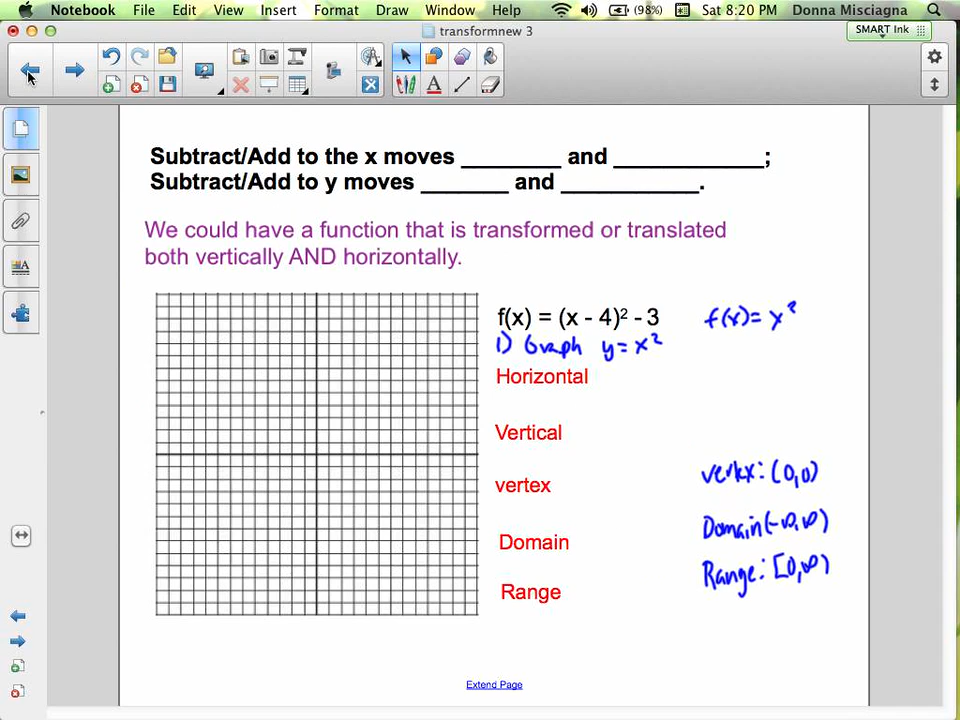 Notebook File Edit View Insert Format Draw Window Help (98%) Sat 8:20 PM Donna Misciagna
transformnew 3
SMART Ink
Subtract/Add to the x moves ________ and ____________;
Subtract/Add to y moves _______ and ___________.
We could have a function that is transformed or translated
both vertically AND horizontally.
f(x) = (x - 4)² - 3 f(x) = x²
1) Graph y = x²
Horizontal
Vertical
vertex vertex: (0,0)
Domain Domain (-∞,∞)
Range Range: [0,∞)
Extend Page